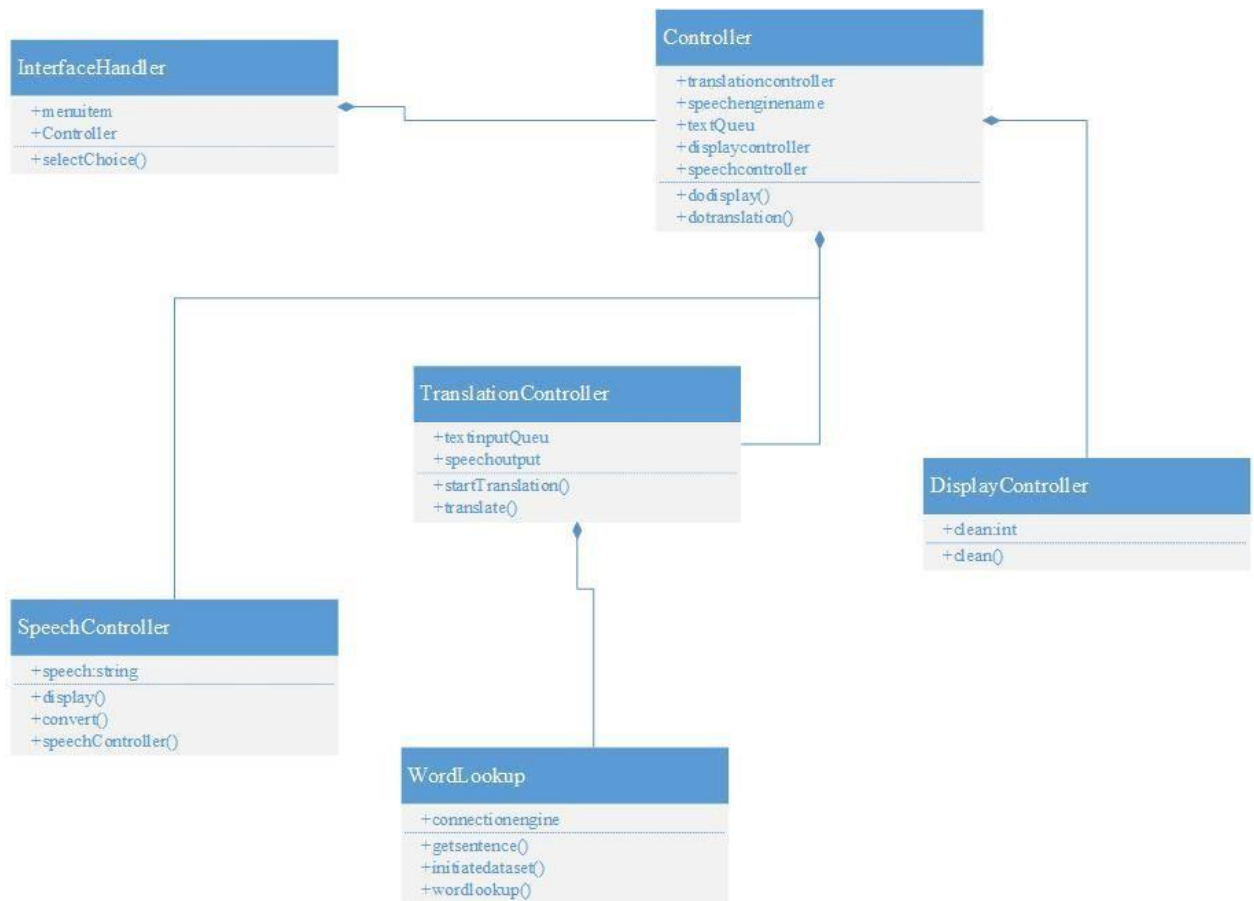 InterfaceHandler
+menuitem
+Controller
+selectChoice()
Controller
+translationcontroller
+speechenginename
+textQueu
+displaycontroller
+speechcontroller
+dodisplay()
+dotranslation()
TranslationController
+textinputQueu
+speechoutput
+startTranslation()
+translate()
DisplayController
+clean:int
+clean()
SpeechController
+speech:string
+display()
+convert()
+speechController()
WordLookup
+connectionengine
+getsentence()
+initiatedataset()
+wordlookup()